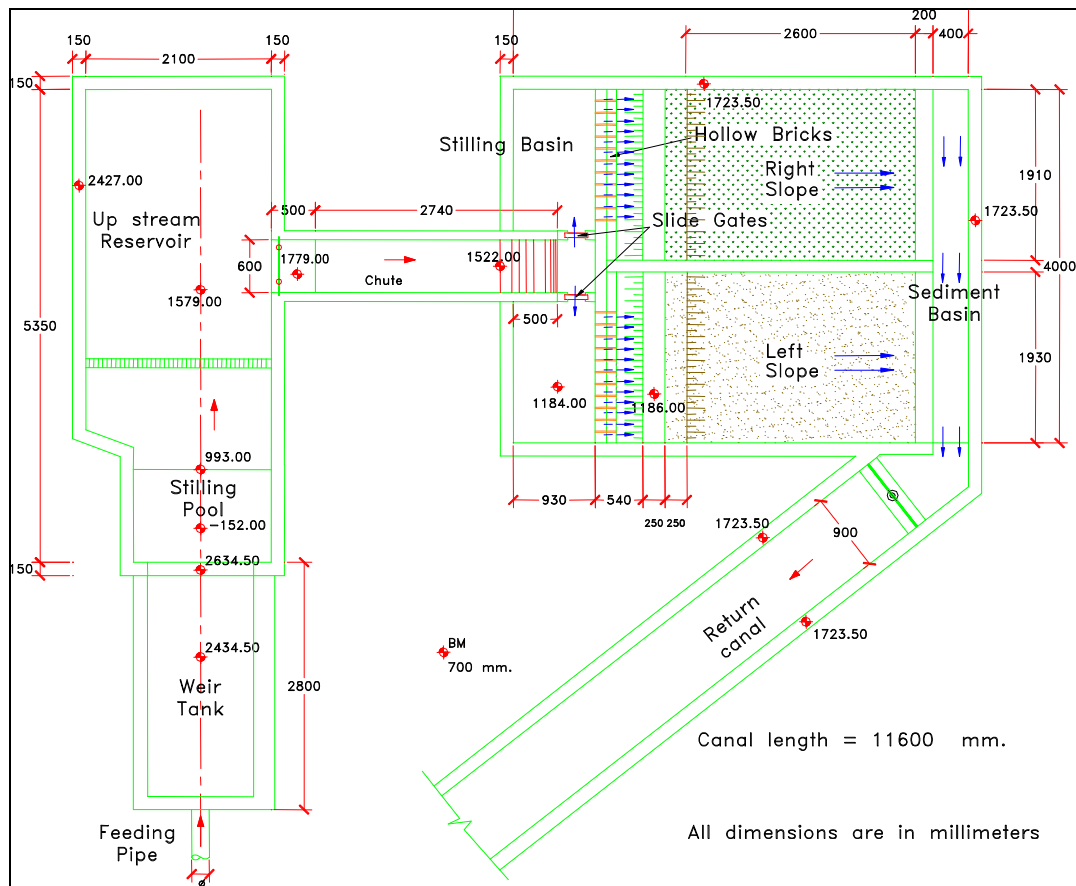 150
2100
150
150
2600
200
400
150
1723.50
Hollow Bricks
Stilling Basin
Right
Slope
1910
2427.00
Up stream
Reservoir
500
2740
Slide Gates
1723.50
600
1779.00
Chute
1522.00
4000
1579.00
Sediment
Basin
5350
500
Left
Slope
1930
1184.00
1186.00
993.00
Stilling
Pool
-152.00
930
540
250
250
1723.50
900
2634.50
150
Return
canal
1723.50
BM
700 mm.
2434.50
Weir
Tank
2800
Canal length = 11600 mm.
Feeding
Pipe
All dimensions are in millimeters
ø